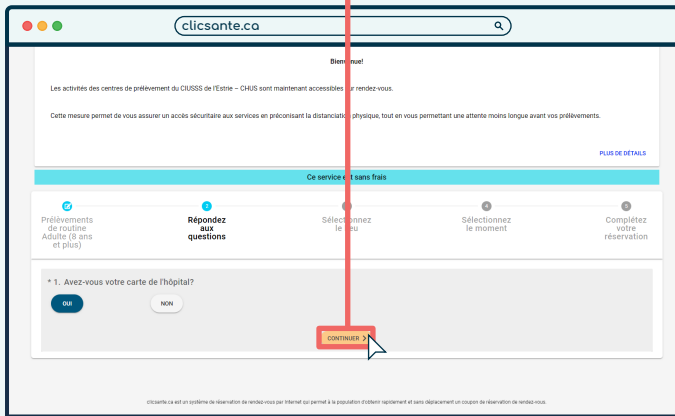 clicsante.ca
Bienvenue!
Les activités des centres de prélèvement du CIUSSS de l'Estrie – CHUS sont maintenant accessibles sur rendez-vous.
Cette mesure permet de vous assurer un accès sécuritaire aux services en préconisant la distanciation physique, tout en vous permettant une attente moins longue avant vos prélèvements.
PLUS DE DÉTAILS
Ce service est sans frais
2
4
5
Prélèvements
de routine
Adulte (8 ans
et plus)
Répondez
aux
questions
Sélectionnez
le lieu
Sélectionnez
le moment
Complétez
votre
réservation
* 1. Avez-vous votre carte de l'hôpital?
OUI
NON
CONTINUER >
clicsante.ca est un système de réservation de rendez-vous par Internet qui permet à la population d'obtenir rapidement et sans déplacement un coupon de réservation de rendez-vous.